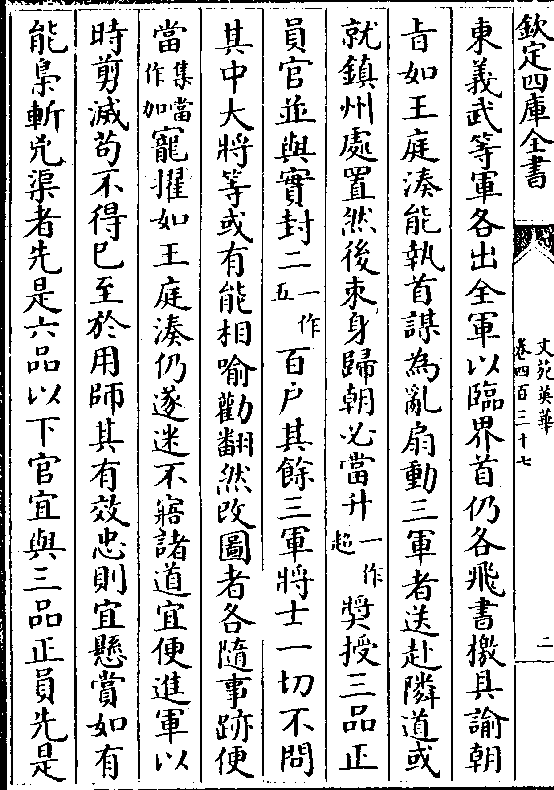 欽定四庫全書
文苑英華
卷四百三十七
二
東義武等軍各出全軍以臨界首仍各飛書檄具諭朝
㫖如王庭湊能執首謀為亂扇動三軍者送赴隣道或
就鎮州處置然後束身歸朝必當升一作超奬授三品正
員官並與實封二一作五百户其餘三軍將士一切不問
其中大將等或有能相喻勸翻然改圖者各隨事跡便
當集當作如寵擢如王庭湊仍遂迷不寤諸道宜便進軍以
時剪滅苟不得巳至於用師其有效忠則宜懸賞如有
能梟斬兇渠者先是六品以下官宜與三品正員先是